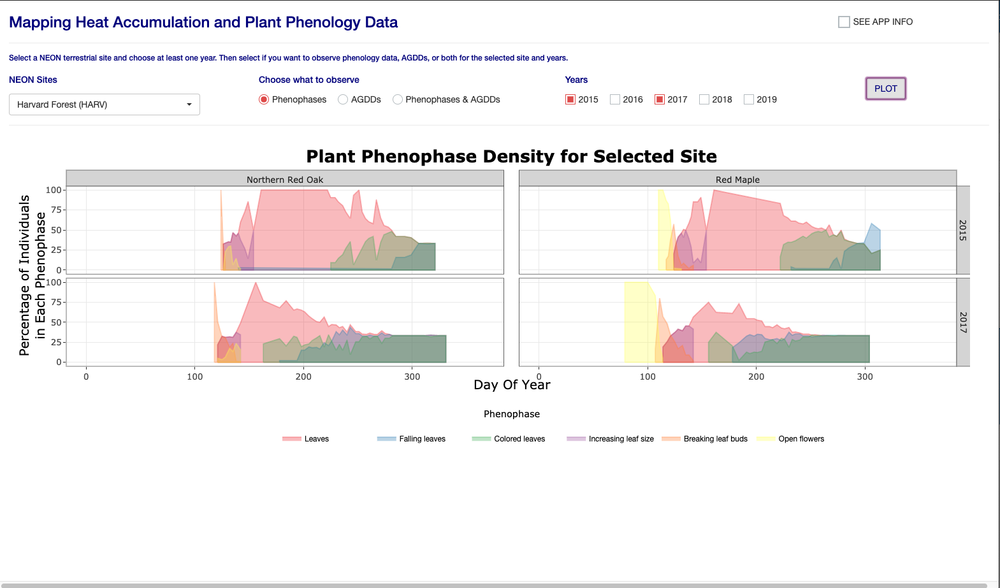 Mapping Heat Accumulation and Plant Phenology Data
SEE APP INFO
Select a NEON terrestrial site and choose at least one year. Then select if you want to observe phenology data, AGDDs, or both for the selected site and years.
NEON Sites
Choose what to observe
Years
Harvard Forest (HARV)
Phenophases
AGDDs
Phenophases & AGDDs
2015
2016
2017
2018
2019
PLOT
Plant Phenophase Density for Selected Site
Northern Red Oak
Red Maple
Percentage of Individuals
in Each Phenophase
100
75
50
25
0
2015
100
75
50
25
0
2017
0
100
200
300
0
100
200
300
Day Of Year
Phenophase
Leaves
Falling leaves
Colored leaves
Increasing leaf size
Breaking leaf buds
Open flowers